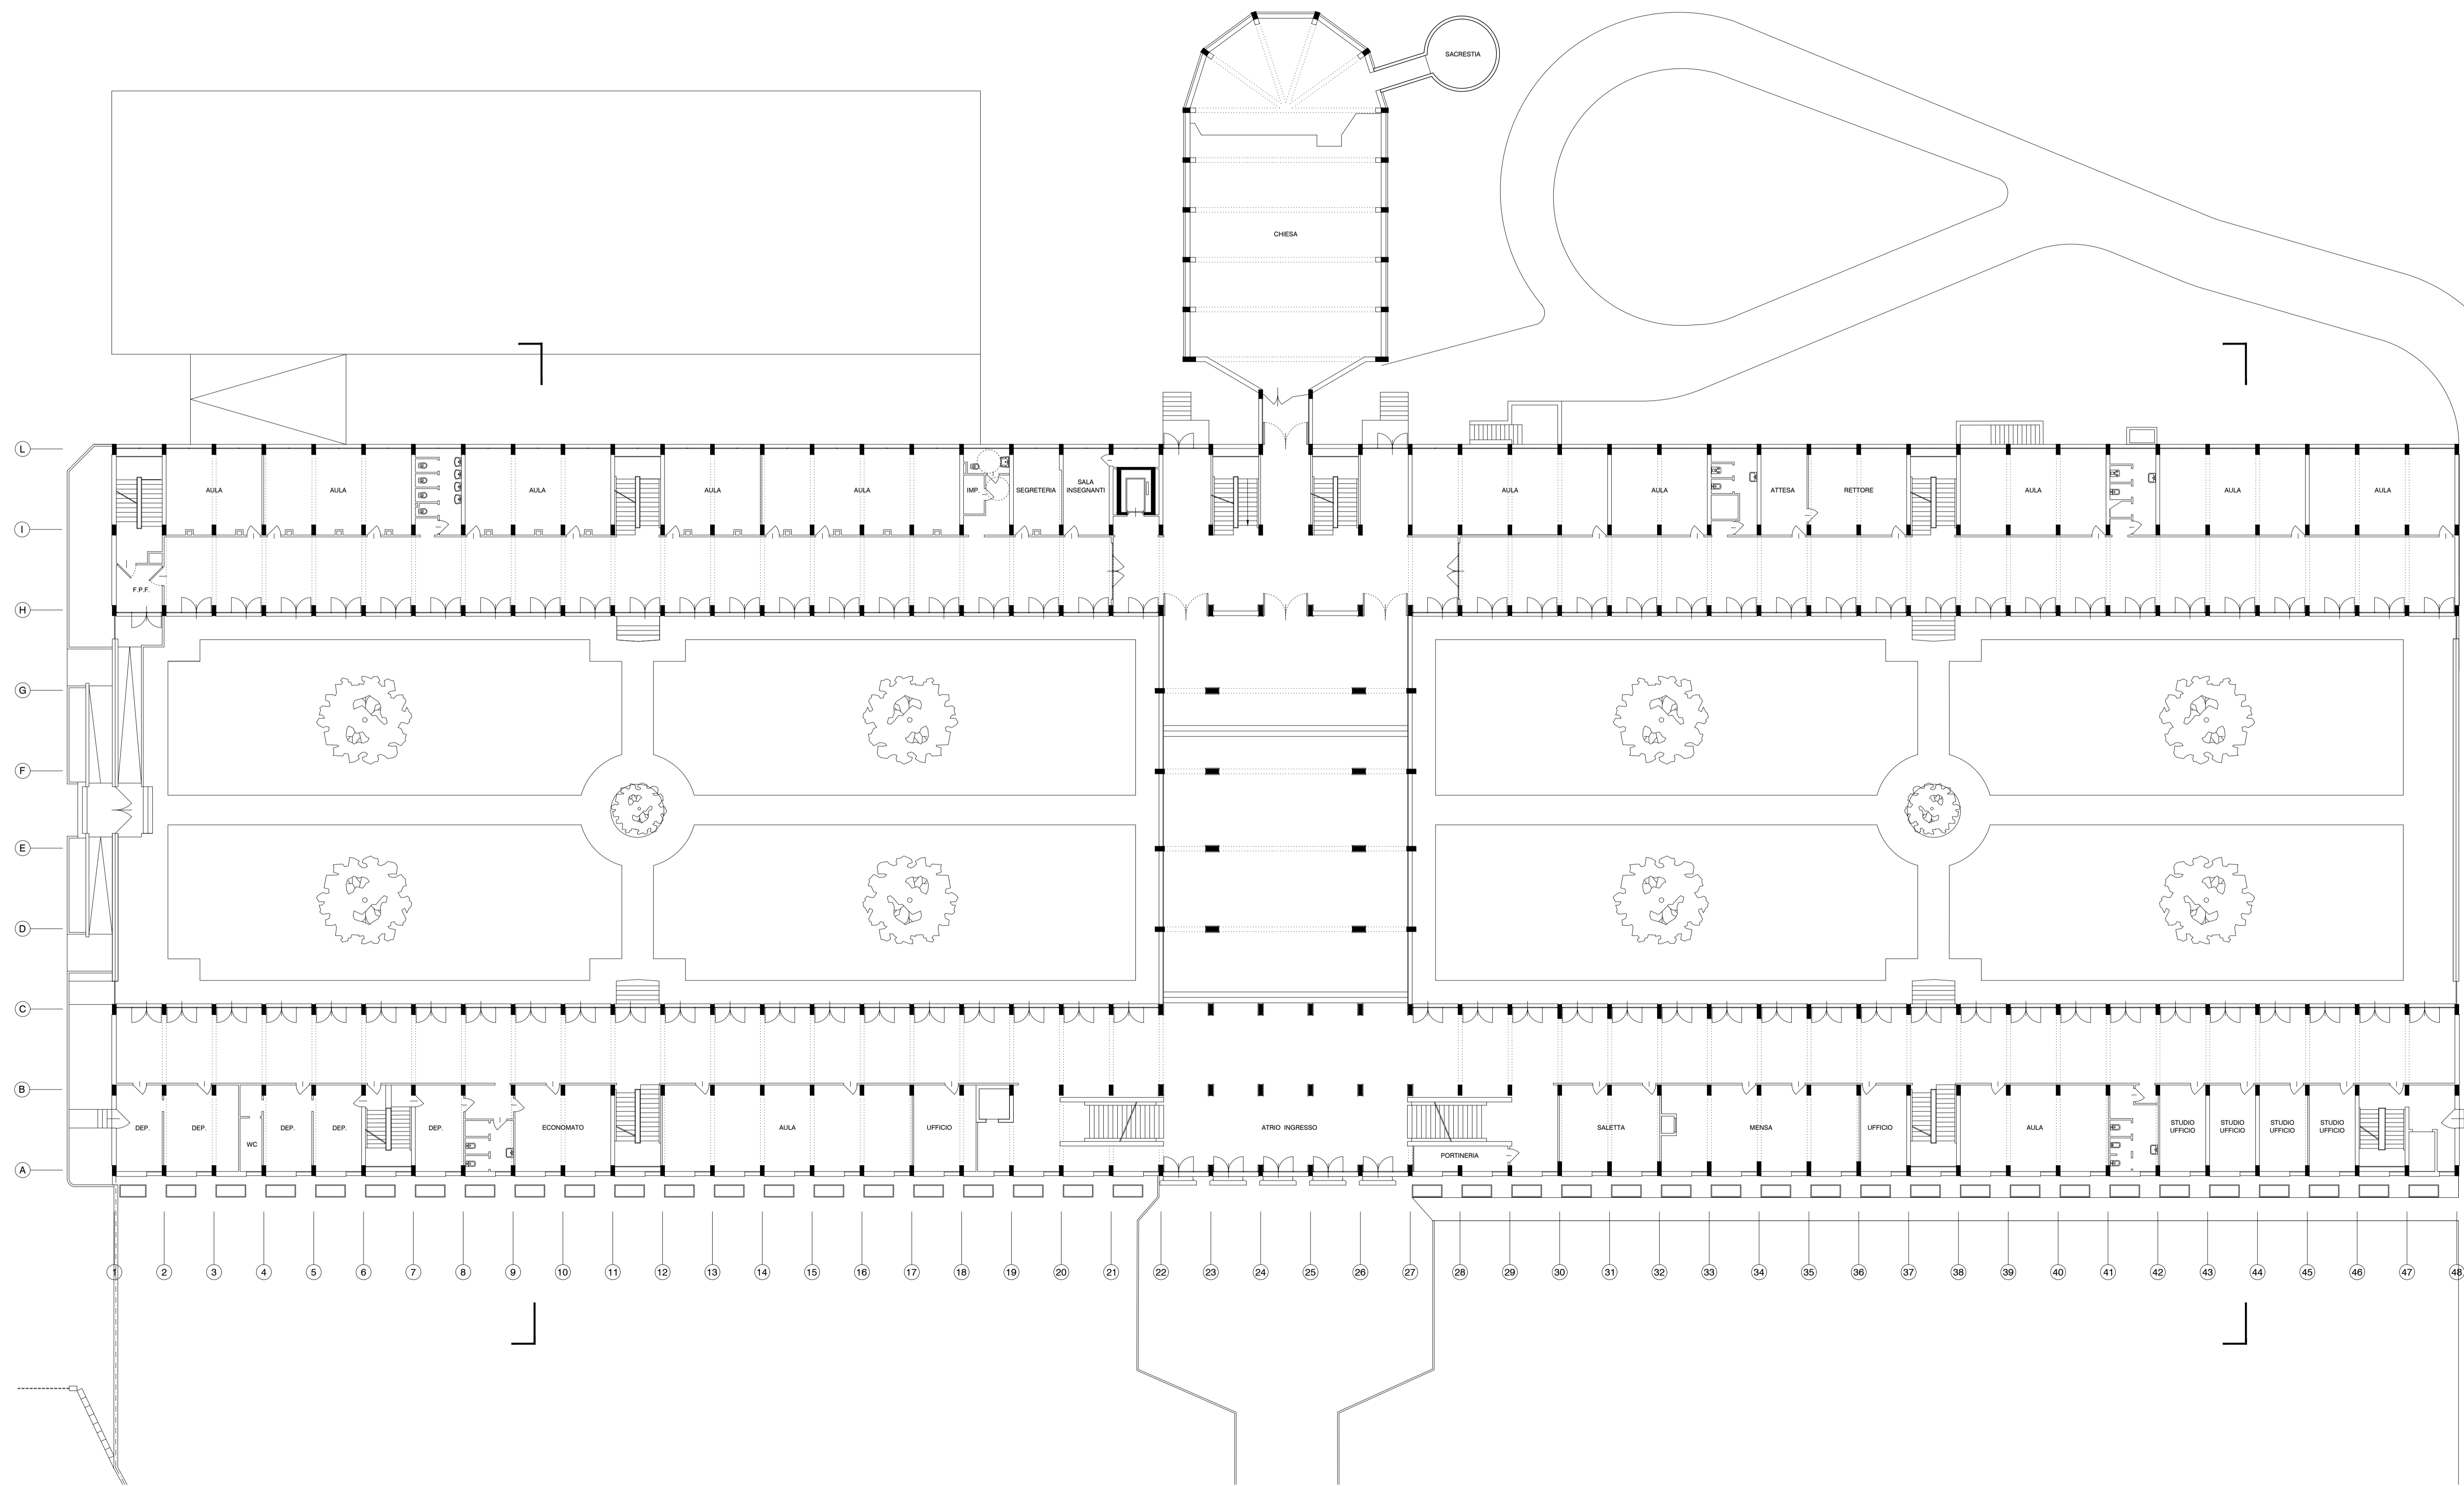 SACRESTIA
CHIESA
L
AULA
AULA
AULA
AULA
AULA
IMP.
SEGRETERIA
SALA
INSEGNANTI
AULA
AULA
ATTESA
RETTORE
AULA
AULA
AULA
I
F.P.F.
H
G
F
E
D
C
B
DEP.
DEP.
WC
DEP.
DEP.
DEP.
ECONOMATO
AULA
UFFICIO
ATRIO INGRESSO
PORTINERIA
SALETTA
MENSA
UFFICIO
AULA
STUDIO
UFFICIO
STUDIO
UFFICIO
STUDIO
UFFICIO
STUDIO
UFFICIO
A
1 2 3 4 5 6 7 8 9 10 11 12 13 14 15 16 17 18 19 20 21 22 23 24 25 26 27 28 29 30 31 32 33 34 35 36 37 38 39 40 41 42 43 44 45 46 47 48